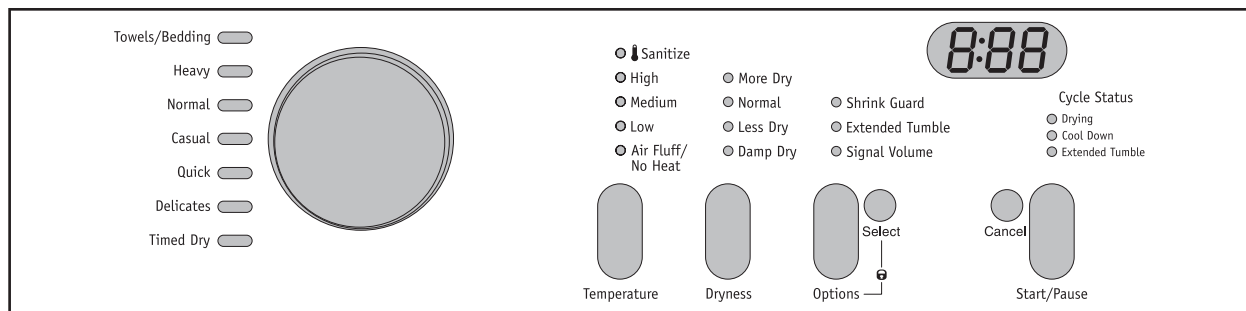 Towels/Bedding
Heavy
Normal
Casual
Quick
Delicates
Timed Dry
Sanitize
High
Medium
Low
Air Fluff/
No Heat
Temperature
More Dry
Normal
Less Dry
Damp Dry
Dryness
Shrink Guard
Extended Tumble
Signal Volume
Select
Options
8:88
Cycle Status
Drying
Cool Down
Extended Tumble
Cancel
Start/Pause